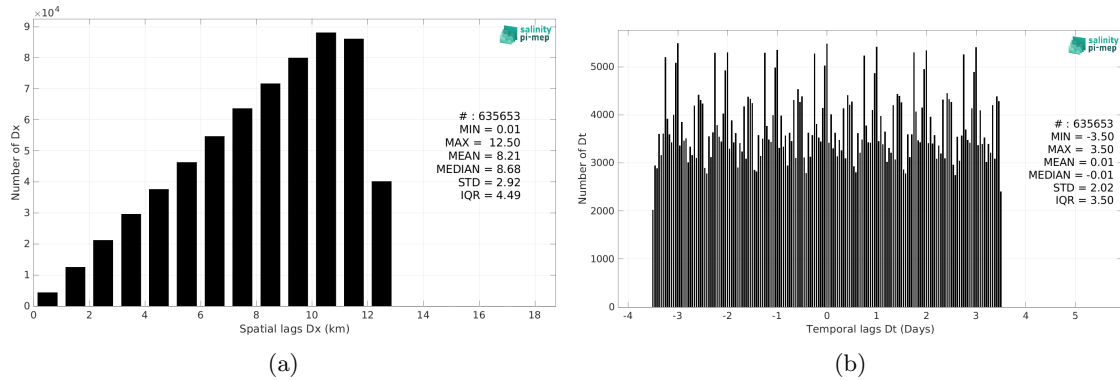 ×10⁴
9
8
7
6
5
4
3
2
1
0
Number of Dx
0 2 4 6 8 10 12 14 16 18
Spatial lags Dx (km)
salinity
pi-mep
# : 635653
MIN = 0.01
MAX = 12.50
MEAN = 8.21
MEDIAN = 8.68
STD = 2.92
IQR = 4.49
(a)
5000
4000
3000
2000
1000
0
Number of Dt
-4 -3 -2 -1 0 1 2 3 4 5
Temporal lags Dt (Days)
salinity
pi-mep
# : 635653
MIN = -3.50
MAX = 3.50
MEAN = 0.01
MEDIAN = -0.01
STD = 2.02
IQR = 3.50
(b)